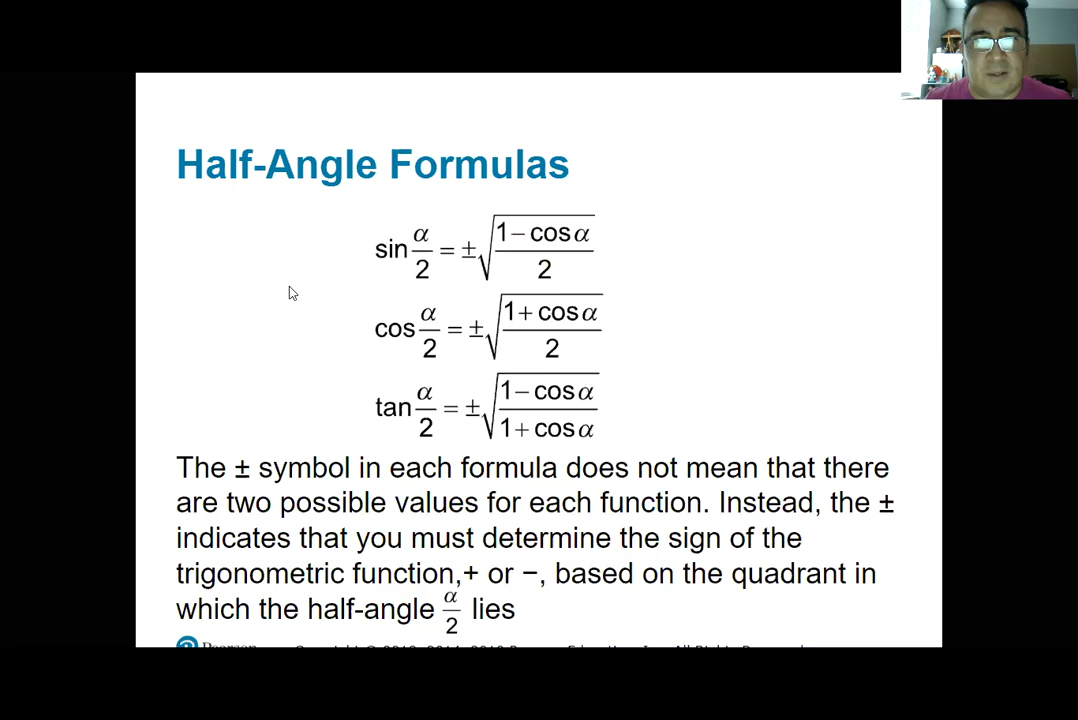 Half-Angle Formulas
sin α/2 = ±√((1 − cos α)/2)
cos α/2 = ±√((1 + cos α)/2)
tan α/2 = ±√((1 − cos α)/(1 + cos α))
The ± symbol in each formula does not mean that there
are two possible values for each function. Instead, the ±
indicates that you must determine the sign of the
trigonometric function,+ or −, based on the quadrant in
which the half-angle α/2 lies